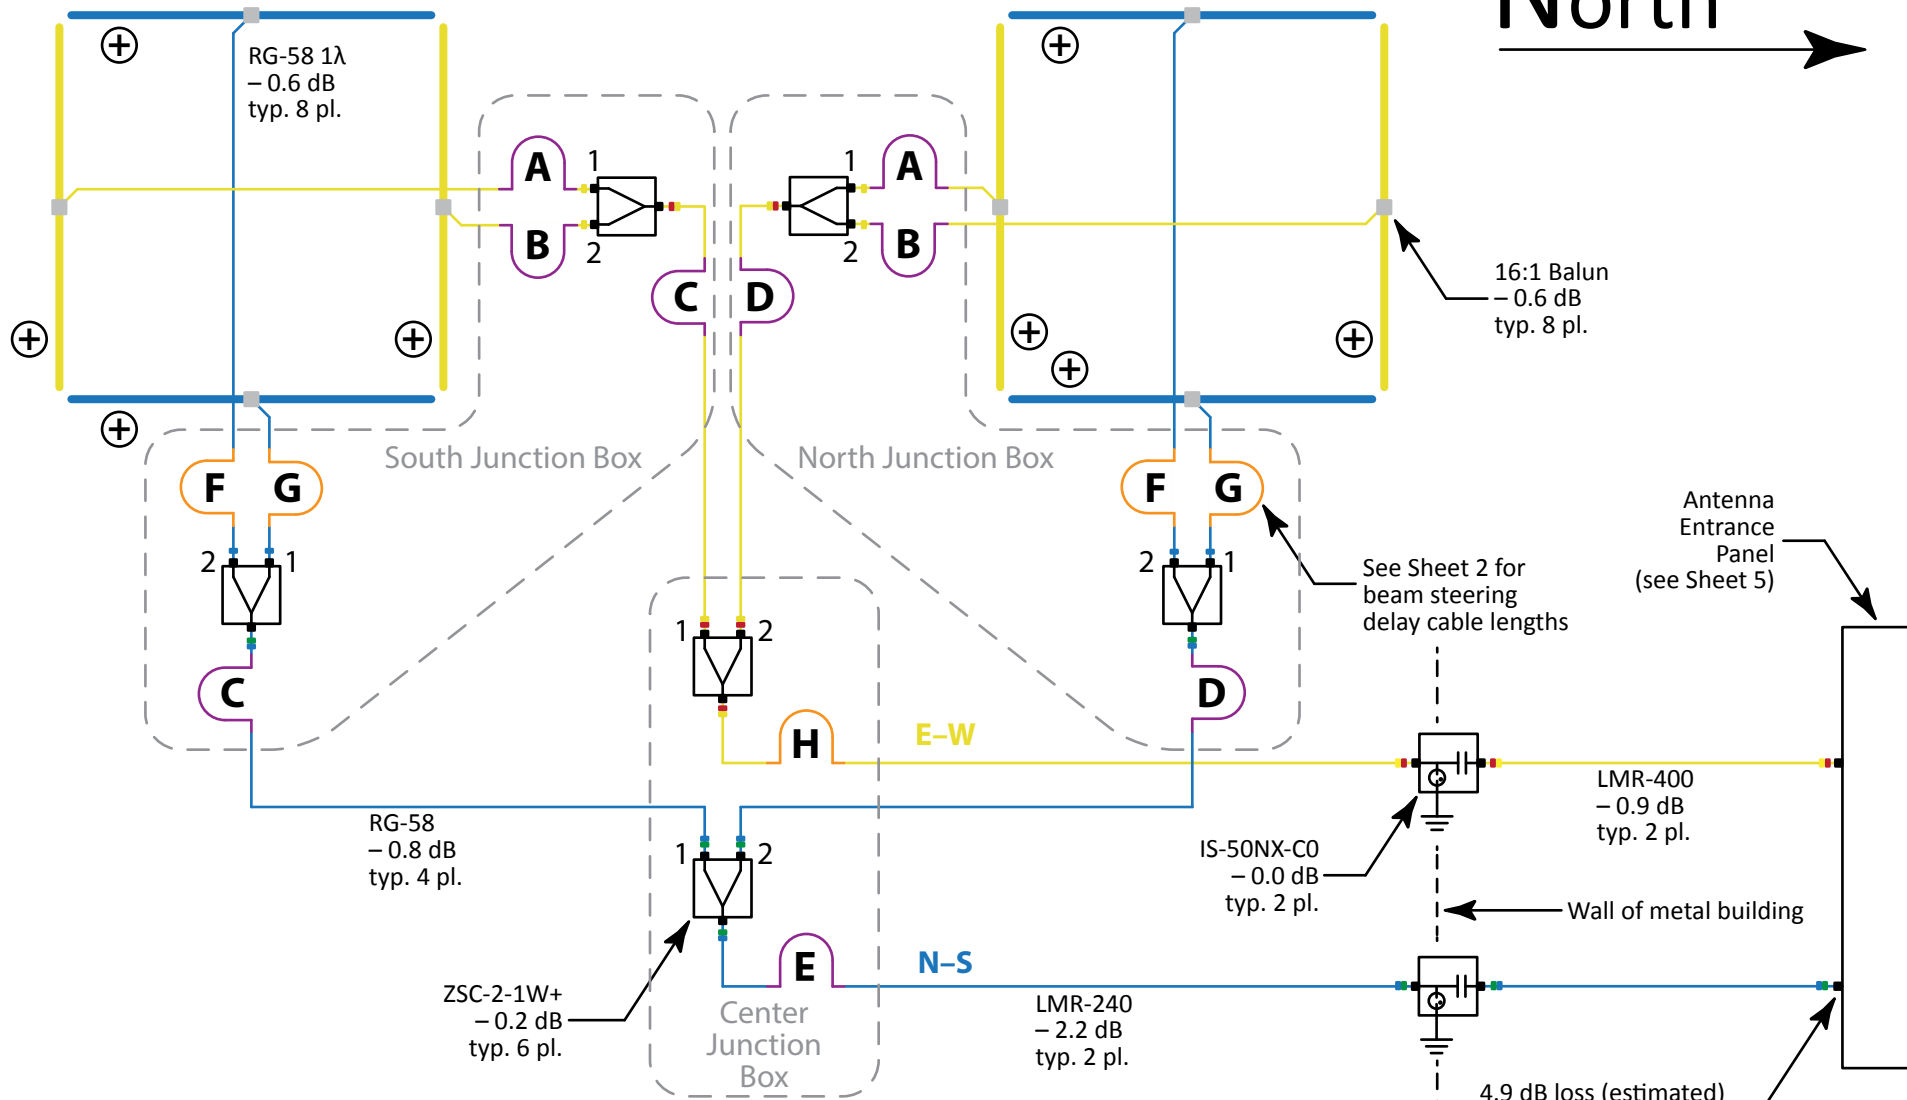 North
RG-58 1λ
– 0.6 dB
typ. 8 pl.
A
B
1
2
1
2
A
B
C
D
16:1 Balun
– 0.6 dB
typ. 8 pl.
South Junction Box
North Junction Box
F
G
2
1
C
F
G
2
1
D
See Sheet 2 for
beam steering
delay cable lengths
Antenna
Entrance
Panel
(see Sheet 5)
1
2
H
E–W
LMR-400
– 0.9 dB
typ. 2 pl.
RG-58
– 0.8 dB
typ. 4 pl.
1
2
IS-50NX-C0
– 0.0 dB
typ. 2 pl.
Wall of metal building
E
N–S
ZSC-2-1W+
– 0.2 dB
typ. 6 pl.
Center
Junction
Box
LMR-240
– 2.2 dB
typ. 2 pl.
4.9 dB loss (estimated)